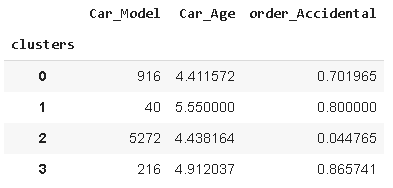 Car_Model Car_Age order_Accidental
clusters
0 916 4.411572 0.701965
1 40 5.550000 0.800000
2 5272 4.438164 0.044765
3 216 4.912037 0.865741